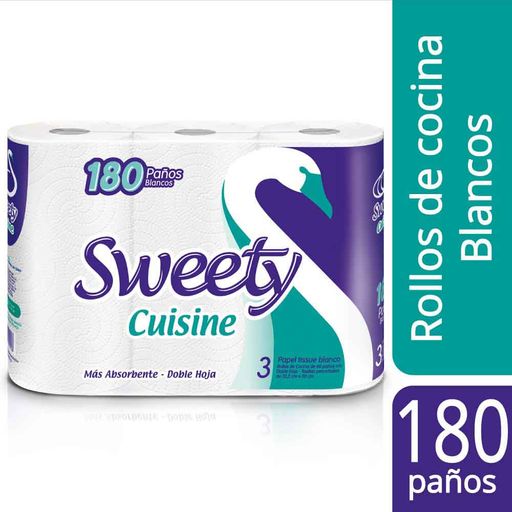 180 Paños
Blancos
Sweety
Cuisine
Más Absorbente - Doble Hoja
3
Papel tissue blanco
Rollos de cocina
Blancos
180
paños